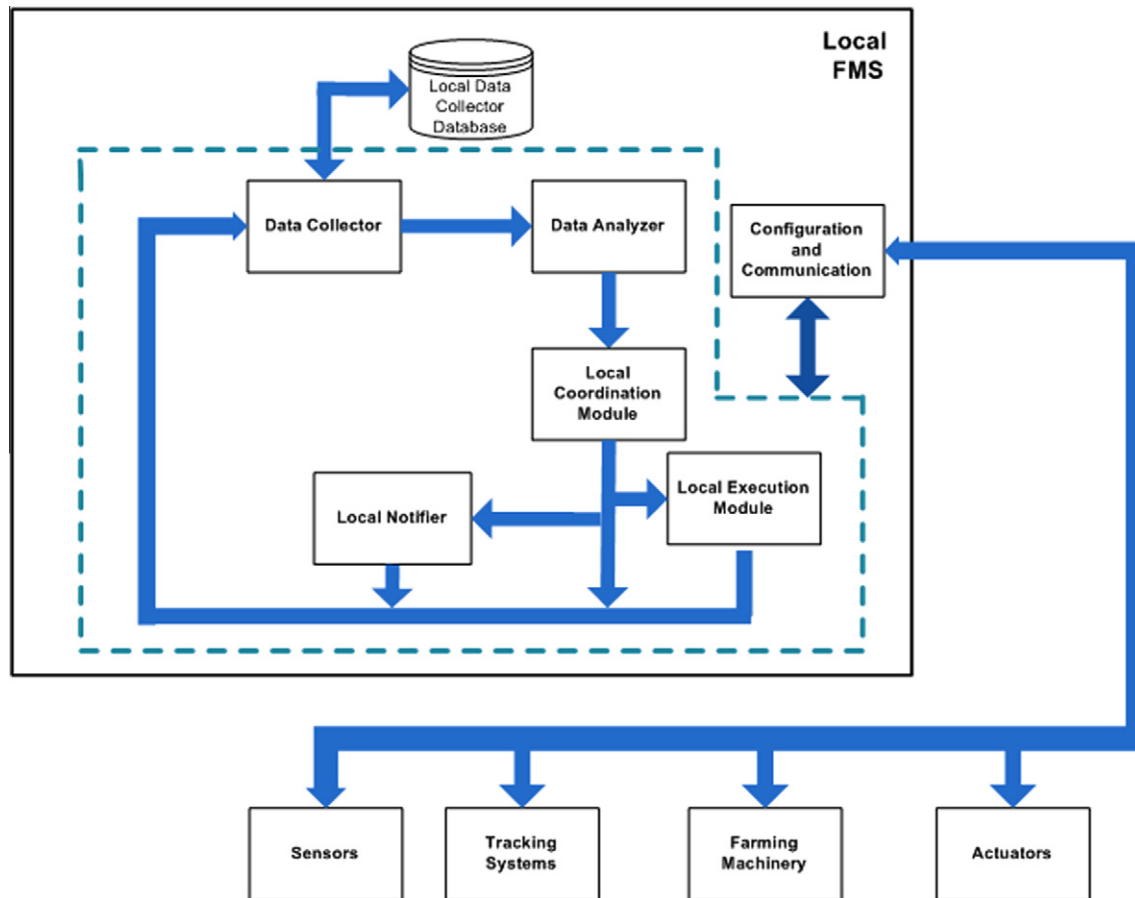 Local
FMS
Local Data
Collector
Database
Data Collector
Data Analyzer
Configuration
and
Communication
Local
Coordination
Module
Local Notifier
Local Execution
Module
Sensors
Tracking
Systems
Farming
Machinery
Actuators